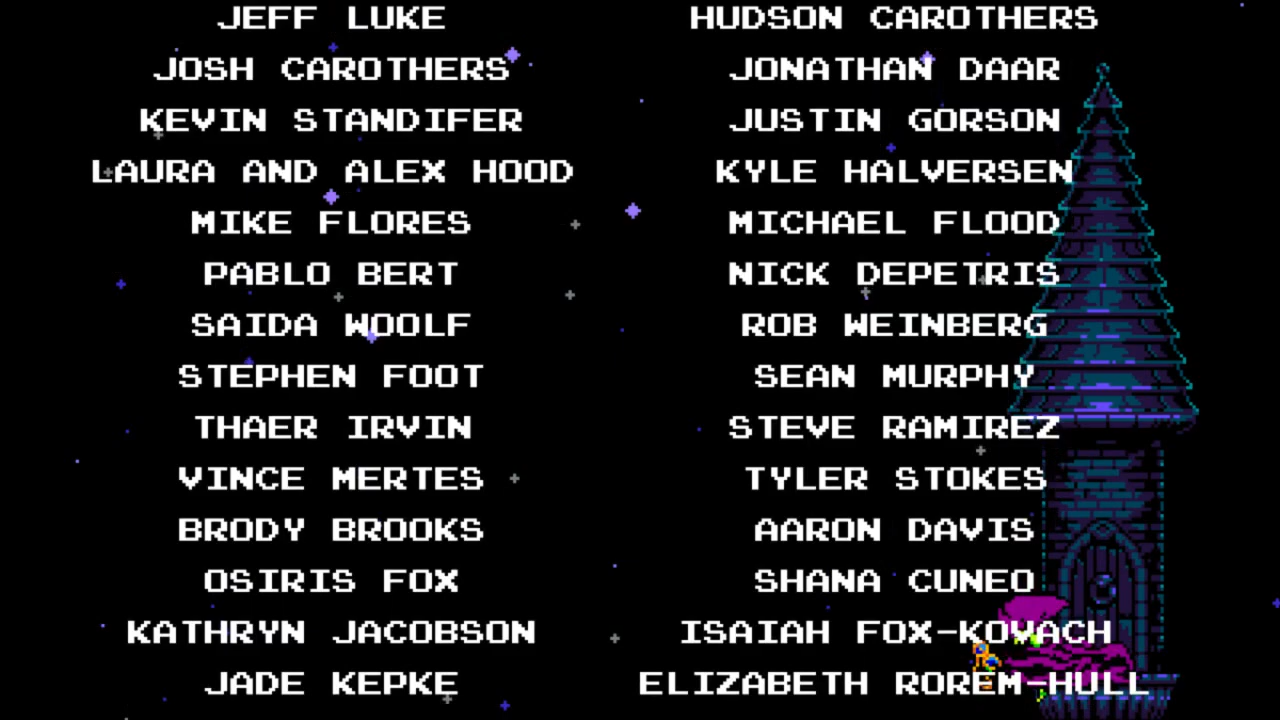 JEFF LUKE
JOSH CAROTHERS
KEVIN STANDIFER
LAURA AND ALEX HOOD
MIKE FLORES
PABLO BERT
SAIDA WOOLF
STEPHEN FOOT
THAER IRVIN
VINCE MERTES
BRODY BROOKS
OSIRIS FOX
KATHRYN JACOBSON
JADE KEPKE
HUDSON CAROTHERS
JONATHAN DAAR
JUSTIN GORSON
KYLE HALVERSEN
MICHAEL FLOOD
NICK DEPETRIS
ROB WEINBERG
SEAN MURPHY
STEVE RAMIREZ
TYLER STOKES
AARON DAVIS
SHANA CUNEO
ISAIAH FOX-KOVACH
ELIZABETH ROREM-HULL